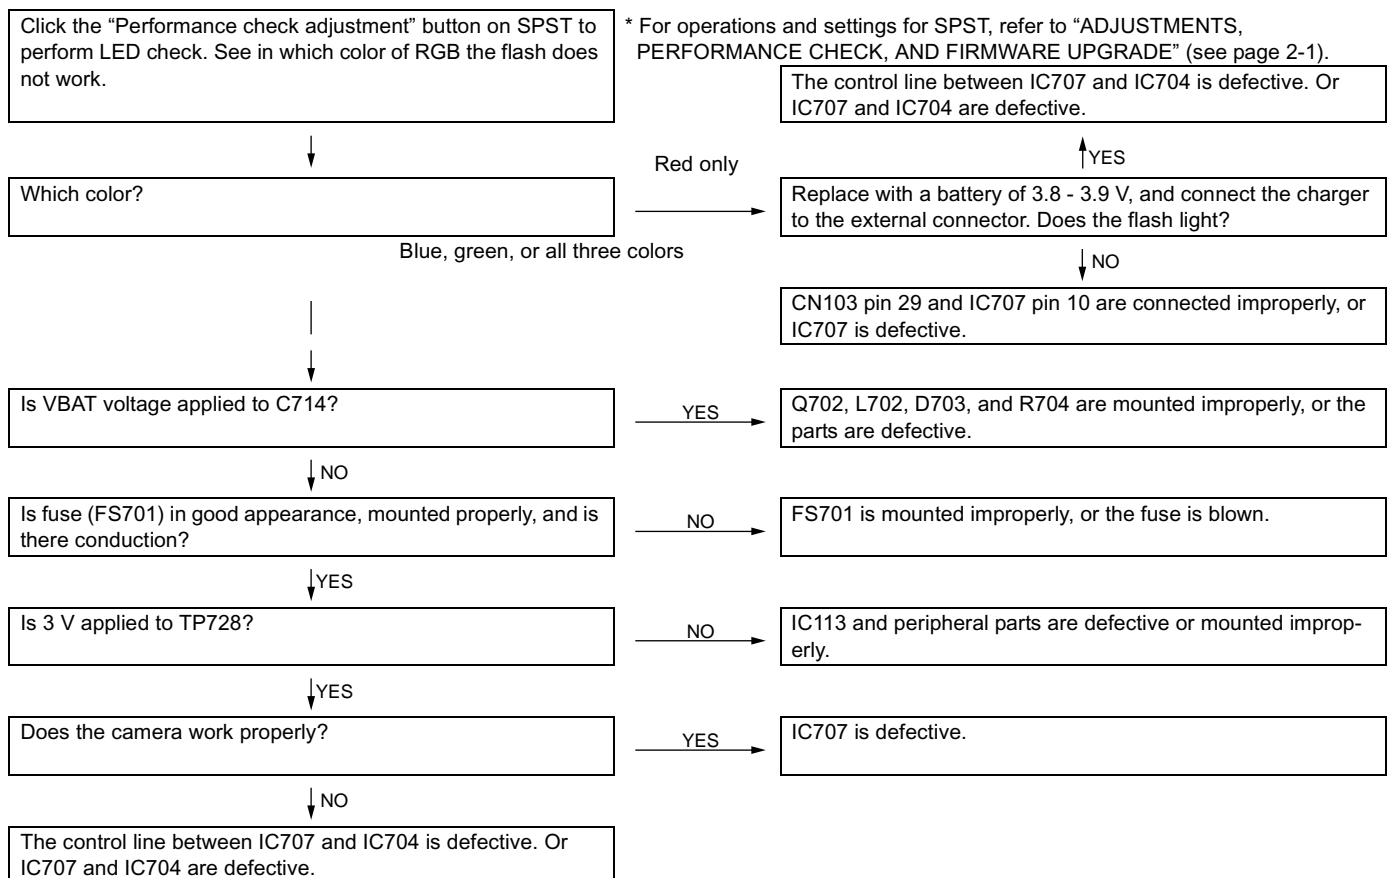 Click the “Performance check adjustment” button on SPST to
perform LED check. See in which color of RGB the flash does
not work.
* For operations and settings for SPST, refer to “ADJUSTMENTS,
PERFORMANCE CHECK, AND FIRMWARE UPGRADE” (see page 2-1).
The control line between IC707 and IC704 is defective. Or
IC707 and IC704 are defective.
YES
Red only
Which color?
Replace with a battery of 3.8 - 3.9 V, and connect the charger
to the external connector. Does the flash light?
Blue, green, or all three colors
NO
CN103 pin 29 and IC707 pin 10 are connected improperly, or
IC707 is defective.
Is VBAT voltage applied to C714?
YES
Q702, L702, D703, and R704 are mounted improperly, or the
parts are defective.
NO
Is fuse (FS701) in good appearance, mounted properly, and is
there conduction?
NO
FS701 is mounted improperly, or the fuse is blown.
YES
Is 3 V applied to TP728?
NO
IC113 and peripheral parts are defective or mounted improp-
erly.
YES
Does the camera work properly?
YES
IC707 is defective.
NO
The control line between IC707 and IC704 is defective. Or
IC707 and IC704 are defective.